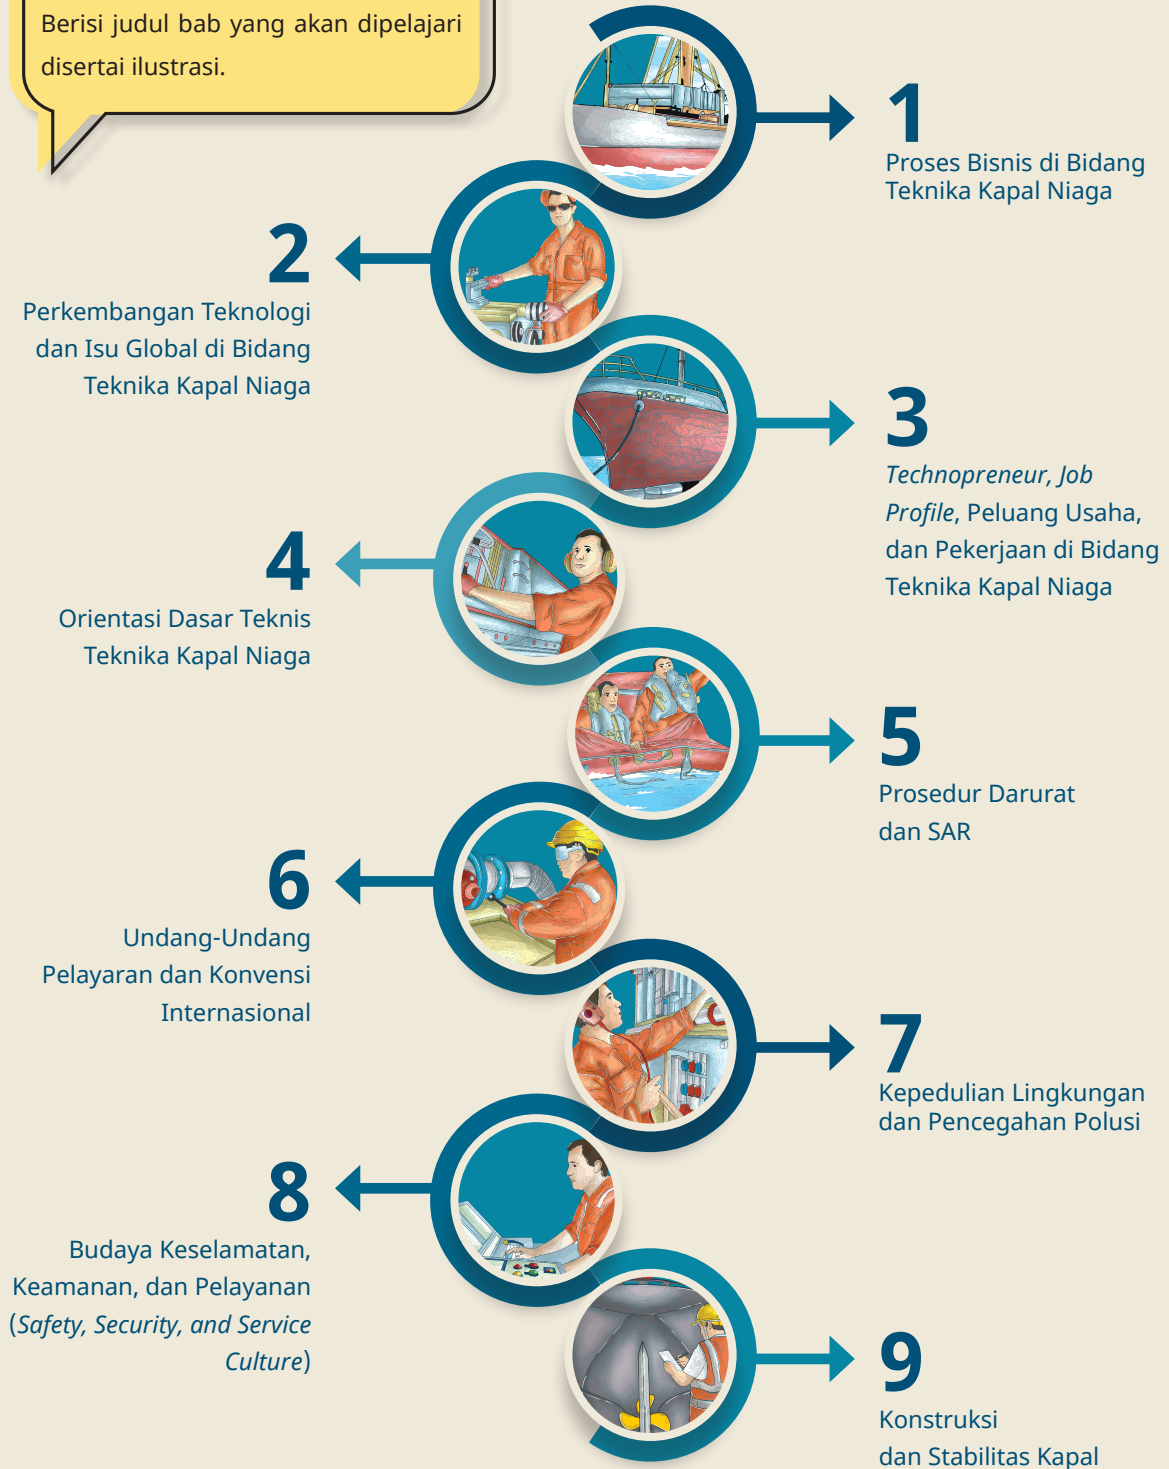 Berisi judul bab yang akan dipelajari
disertai ilustrasi.
1
Proses Bisnis di Bidang
Teknika Kapal Niaga
2
Perkembangan Teknologi
dan Isu Global di Bidang
Teknika Kapal Niaga
3
Technopreneur, Job
Profile, Peluang Usaha,
dan Pekerjaan di Bidang
Teknika Kapal Niaga
4
Orientasi Dasar Teknis
Teknika Kapal Niaga
5
Prosedur Darurat
dan SAR
6
Undang-Undang
Pelayaran dan Konvensi
Internasional
7
Kepedulian Lingkungan
dan Pencegahan Polusi
8
Budaya Keselamatan,
Keamanan, dan Pelayanan
(Safety, Security, and Service
Culture)
9
Konstruksi
dan Stabilitas Kapal